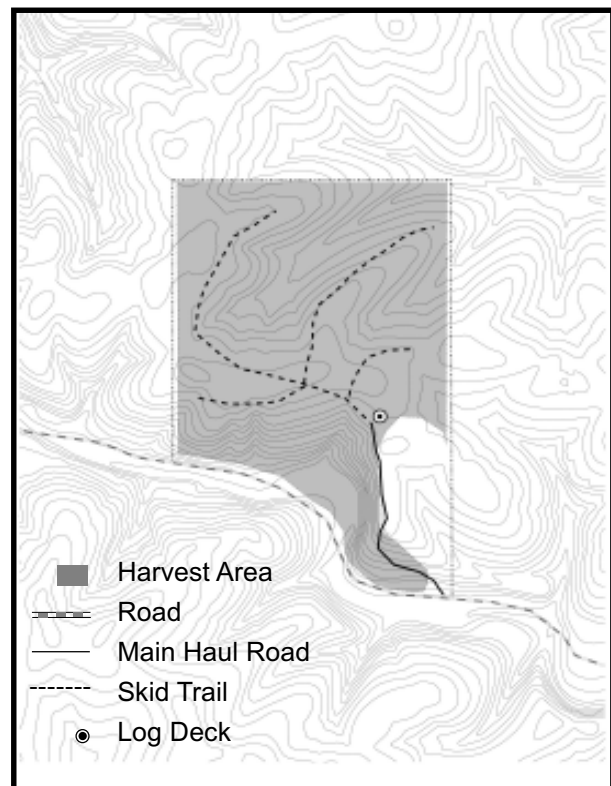 Harvest Area
Road
Main Haul Road
Skid Trail
Log Deck